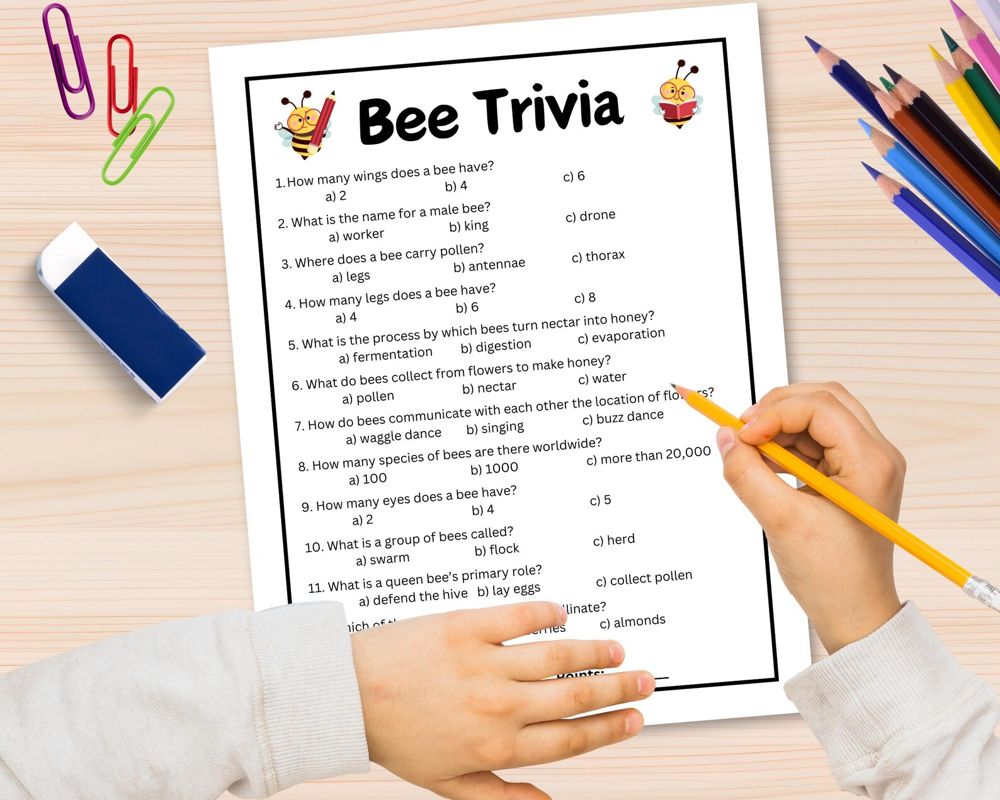 Bee Trivia
1.How many wings does a bee have?
a) 2 b) 4 c) 6
2. What is the name for a male bee?
a) worker b) king c) drone
3. Where does a bee carry pollen?
a) legs b) antennae c) thorax
4. How many legs does a bee have?
a) 4 b) 6 c) 8
5. What is the process by which bees turn nectar into honey?
a) fermentation b) digestion c) evaporation
6. What do bees collect from flowers to make honey?
a) pollen b) nectar c) water
7. How do bees communicate with each other the location of flowers?
a) waggle dance b) singing c) buzz dance
8. How many species of bees are there worldwide?
a) 100 b) 1000 c) more than 20,000
9. How many eyes does a bee have?
a) 2 b) 4 c) 5
10. What is a group of bees called?
a) swarm b) flock c) herd
11. What is a queen bee's primary role?
a) defend the hive b) lay eggs c) collect pollen
of
c) almonds
Points: